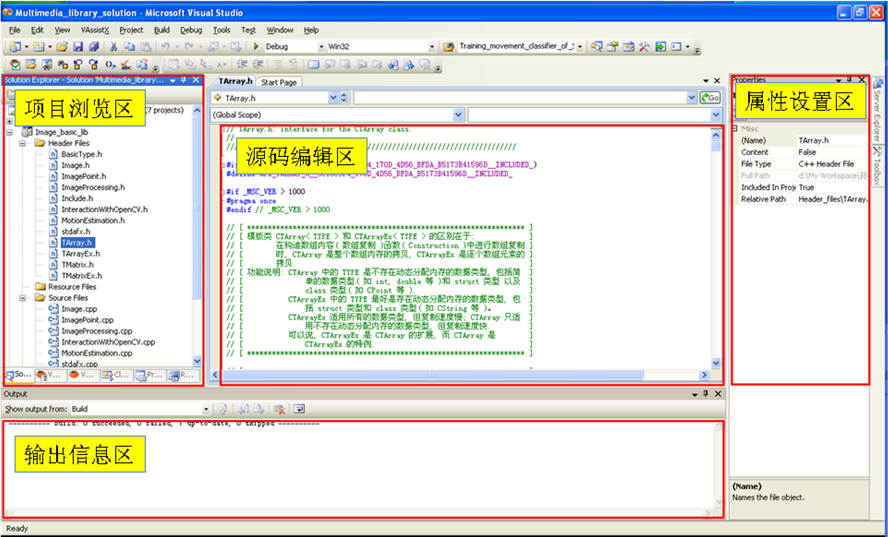 Multimedia_library_solution - Microsoft Visual Studio
File Edit View VAssistX Project Build Debug Tools Test Window Help
Debug Win32 Training_movement_classifier_of_
Solution Explorer - Solution 'Multimedia_library...
项目浏览区
7 projects)
Image_basic_lib
Header Files
BasicType.h
Image.h
ImagePoint.h
ImageProcessing.h
Include.h
InteractionWithOpenCV.h
MotionEstimation.h
stdafx.h
TArray.h
TArrayEx.h
TMatrix.h
TMatrixEx.h
Resource Files
Source Files
Image.cpp
ImagePoint.cpp
ImageProcessing.cpp
InteractionWithOpenCV.cpp
MotionEstimation.cpp
stdafx.cpp
So... V... V... Cl... Pr... R...
TArray.h Start Page
TArray.h
Go
(Global Scope)
// TArray.h: interface for the CTArray class.
//
源码编辑区
170D_4D56_BFDA_B5173B41596D__INCLUDED_)
170D_4D56_BFDA_B5173B41596D__INCLUDED_
#if _MSC_VER > 1000
#pragma once
#endif // _MSC_VER > 1000
// [ 模板类 CTArray< TYPE > 和 CTArrayEx< TYPE > 的区别在于: ]
// [ 在构造数组内容(数组复制)函数( Construction )中进行数组复制 ]
// [ 时, CTArray 是整个数组内存的拷贝, CTArrayEx 是逐个数组元素的 ]
// [ 拷贝. ]
// [ 功能说明: CTArray 中的 TYPE 是不存在动态分配内存的数据类型, 包括简 ]
// [ 单的数据类型(如 int, double 等)和 struct 类型 以及 ]
// [ class 类型(如 CPoint 等). ]
// [ CTArrayEx 中的 TYPE 最好是存在动态分配内存的数据类型, 包 ]
// [ 括 struct 类型和 class 类型(如 CString 等)。 ]
// [ CTArrayEx 适用所有的数据类型, 但复制速度慢; CTArray 只适 ]
// [ 用不存在动态分配内存的数据类型, 但复制速度快. ]
// [ 可以说, CTArrayEx 是 CTArray 的扩展, 而 CTArray 是 ]
// [ CTArrayEx 的特例. ]
Properties
属性设置区
Misc
(Name) TArray.h
Content False
File Type C++ Header File
Full Path d:\My Workspace\
Included In Proje True
Relative Path Header_files\TArray.
(Name)
Names the file object.
Server Explorer
Toolbox
Output
Show output from: Build
========== Build: 0 succeeded, 0 failed, 1 up-to-date, 0 skipped ==========
输出信息区
Ready